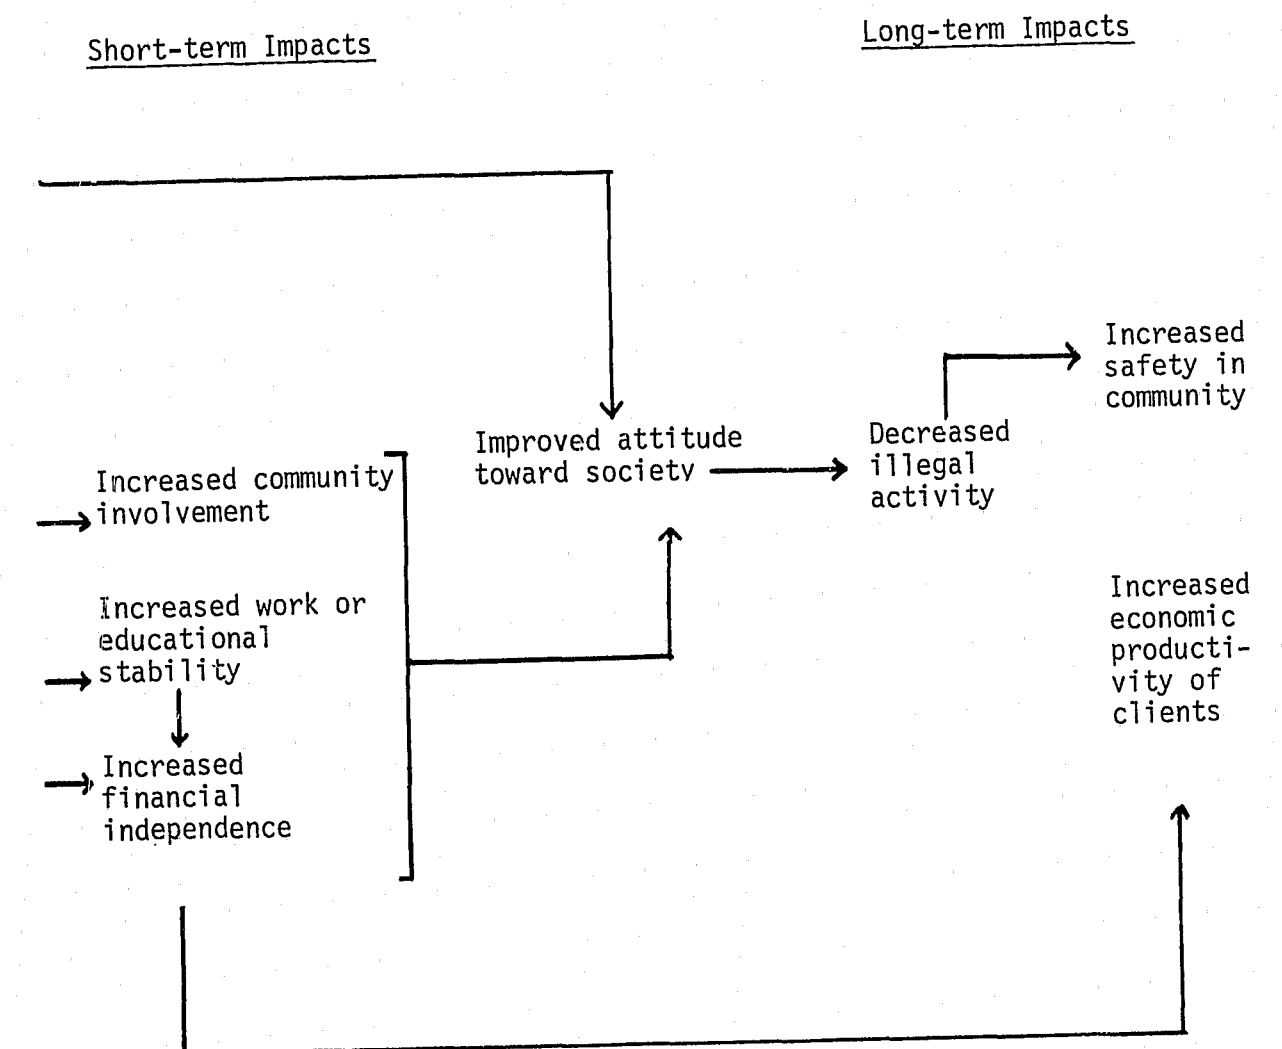 Short-term Impacts
Long-term Impacts
Increased
safety in
community
Improved attitude
toward society
Decreased
illegal
activity
Increased community
involvement
Increased work or
educational
stability
Increased
financial
independence
Increased
economic
producti-
vity of
clients